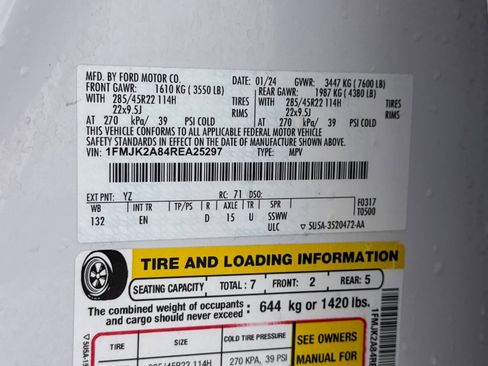 MFD. BY FORD MOTOR CO. DATE: 01/24 GVWR: 3447 KG ( 7600 LB)
FRONT GAWR: 1610 KG ( 3550 LB) REAR GAWR: 1987 KG ( 4380 LB)
WITH 285/45R22 114H TIRES WITH 285/45R22 114H TIRES
22x9.5J RIMS 22x9.5J RIMS
AT 270 kPa/ 39 PSI COLD AT 270 kPa/ 39 PSI COLD
THIS VEHICLE CONFORMS TO ALL APPLICABLE FEDERAL MOTOR VEHICLE
SAFETY STANDARDS IN EFFECT ON THE DATE OF MANUFACTURE SHOWN ABOVE.
VIN: 1FMJK2A84REA25297 TYPE: MPV
EXT PNT: YZ RC: 71 DSO: F0317
WB INT TR TP/PS R AXLE TR SPR T0500
132 EN D 15 U SSWW
ULC ▽ 5USA-3520472-AA
TIRE AND LOADING INFORMATION
SEATING CAPACITY TOTAL: 7 FRONT: 2 REAR: 5
The combined weight of occupants and cargo should never exceed: 644 kg or 1420 lbs.
TIRE SIZE COLD TIRE PRESSURE SEE OWNERS
285/45R22 114H 270 KPA, 39 PSI MANUAL FOR